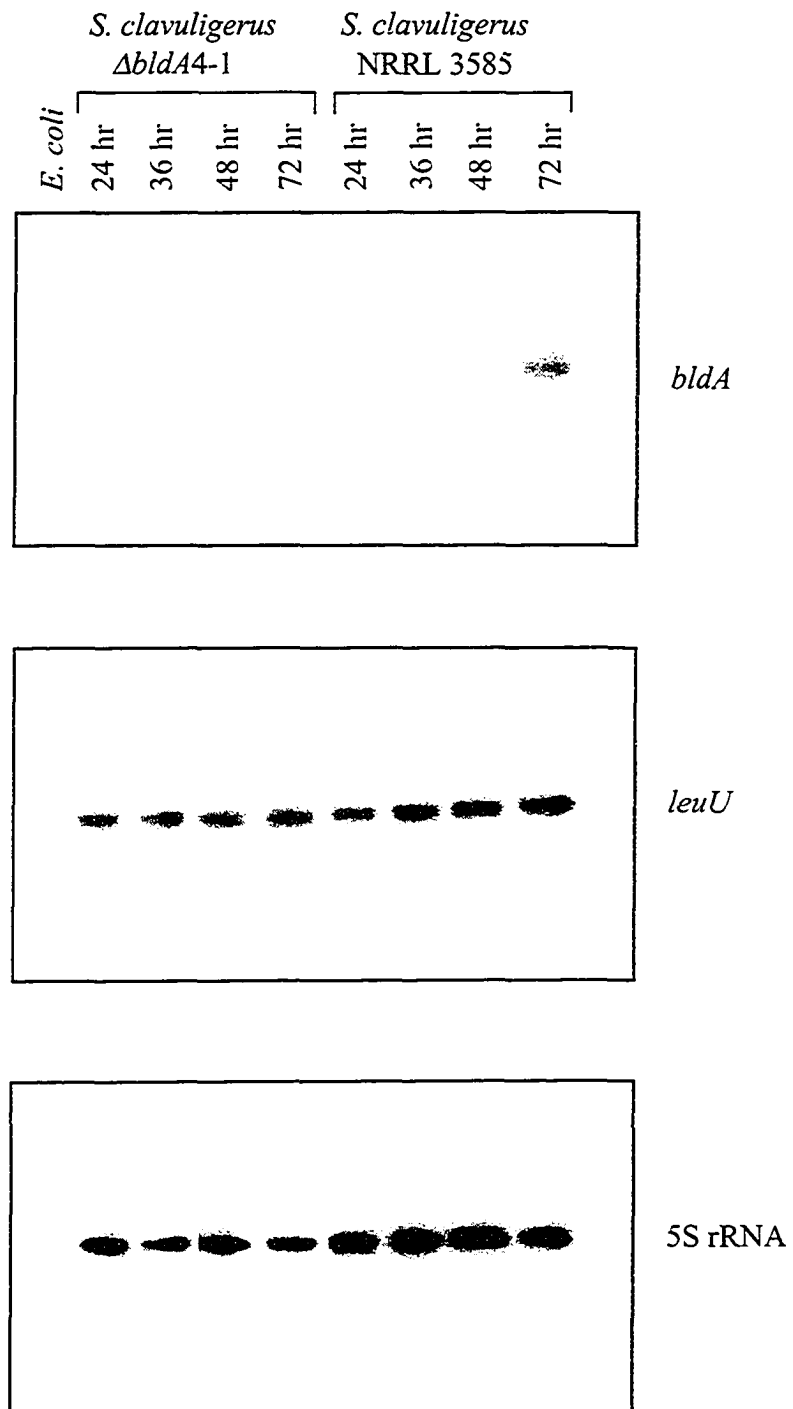 S. clavuligerus S. clavuligerus
ΔbldA4-1 NRRL 3585
E. coli 24 hr 36 hr 48 hr 72 hr 24 hr 36 hr 48 hr 72 hr
bldA
leuU
5S rRNA